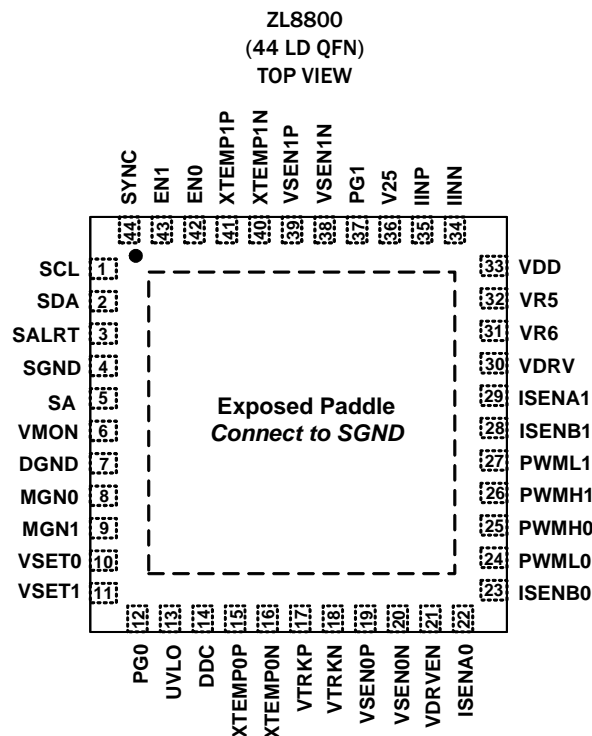 ZL8800
(44 LD QFN)
TOP VIEW
SYNC
EN1
EN0
XTEMP1P
XTEMP1N
VSEN1P
VSEN1N
PG1
V25
IINP
IINN
44
43
42
41
40
39
38
37
36
35
34
SCL 1
SDA 2
SALRT 3
SGND 4
SA 5
VMON 6
DGND 7
MGN0 8
MGN1 9
VSET0 10
VSET1 11
Exposed Paddle
Connect to SGND
33 VDD
32 VR5
31 VR6
30 VDRV
29 ISENA1
28 ISENB1
27 PWML1
26 PWMH1
25 PWMH0
24 PWML0
23 ISENB0
12
13
14
15
16
17
18
19
20
21
22
PG0
UVLO
DDC
XTEMP0P
XTEMP0N
VTRKP
VTRKN
VSEN0P
VSEN0N
VDRVEN
ISENA0